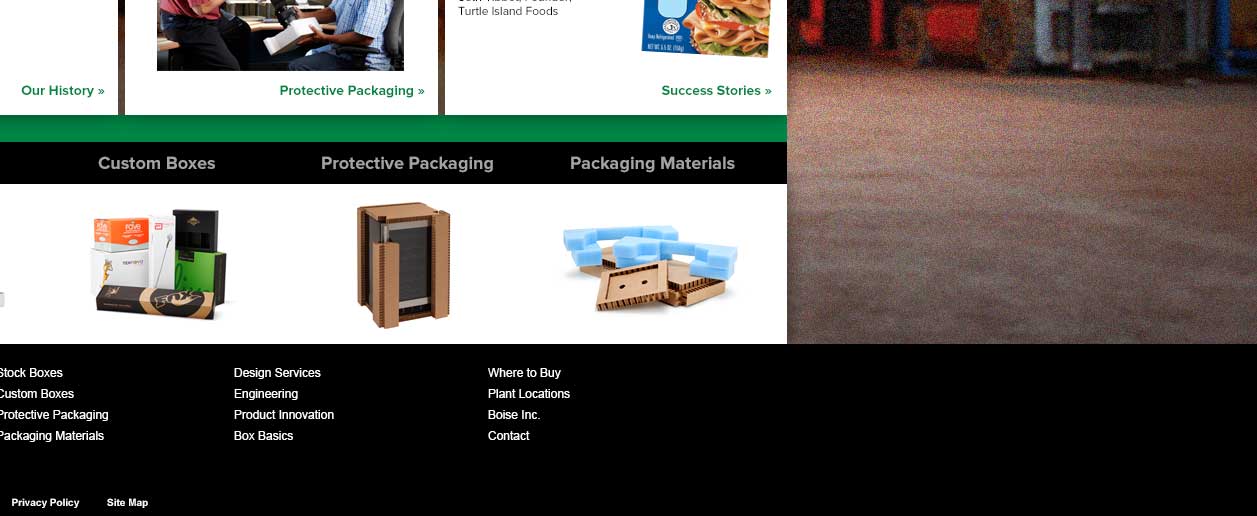 Turtle Island Foods
Our History »
Protective Packaging »
Success Stories »
Custom Boxes
Protective Packaging
Packaging Materials
rave
FOX
Stock Boxes
Design Services
Where to Buy
Custom Boxes
Engineering
Plant Locations
Protective Packaging
Product Innovation
Boise Inc.
Packaging Materials
Box Basics
Contact
Privacy Policy
Site Map